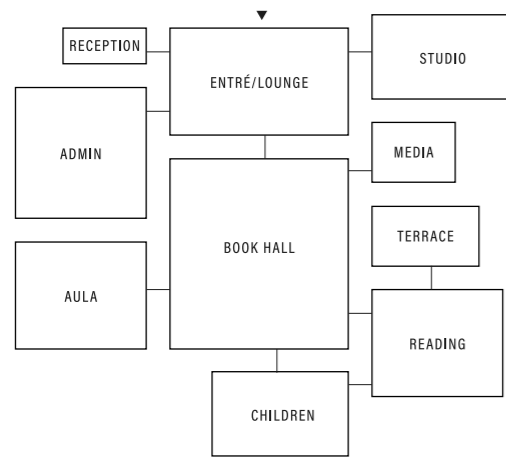 RECEPTION
ENTRÉ/LOUNGE
STUDIO
ADMIN
MEDIA
BOOK HALL
TERRACE
AULA
READING
CHILDREN